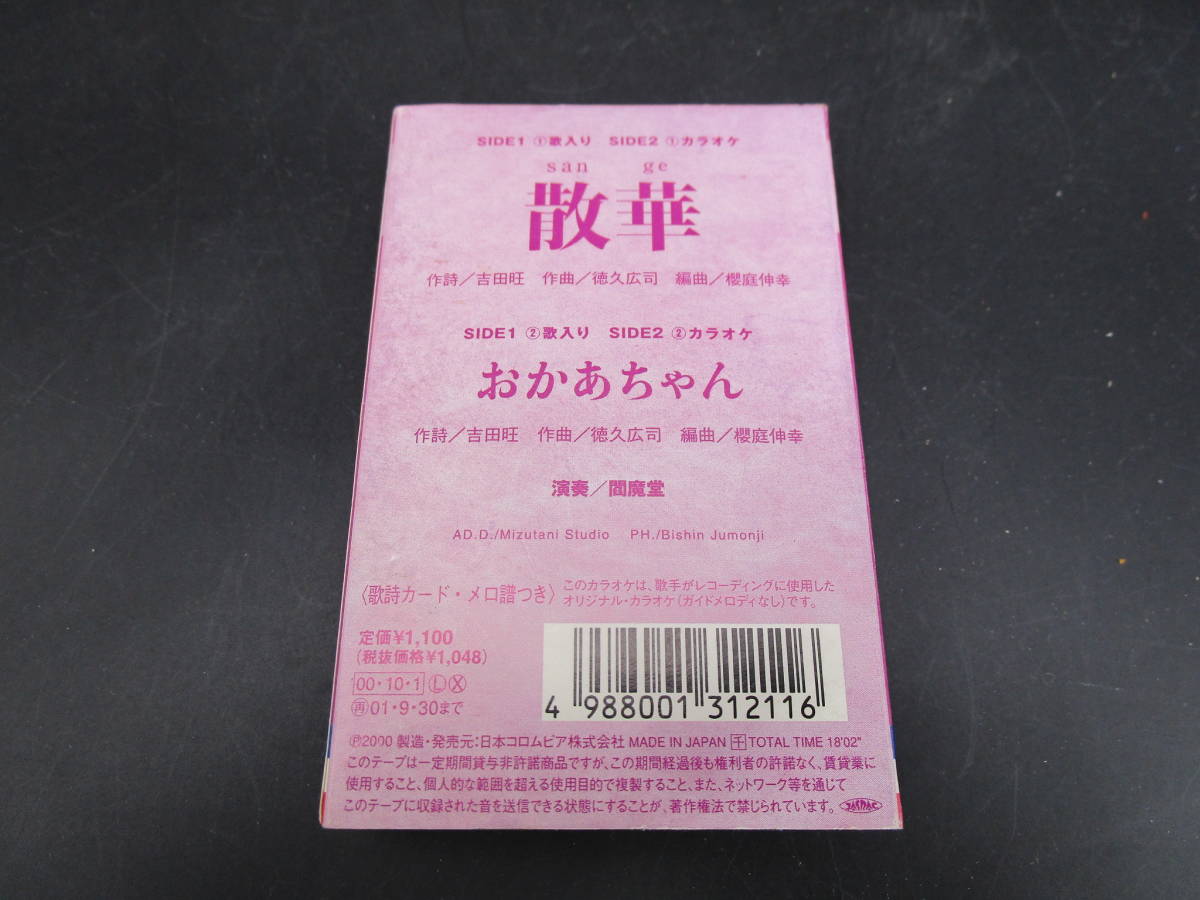 SIDE1 ①歌入り SIDE2 ①カラオケ
san ge
散華
作詩／吉田旺 作曲／徳久広司 編曲／櫻庭伸幸
SIDE1 ②歌入り SIDE2 ②カラオケ
おかあちゃん
作詩／吉田旺 作曲／徳久広司 編曲／櫻庭伸幸
演奏／閻魔堂
AD.D./Mizutani Studio PH./Bishin Jumonji
〈歌詩カード・メロ譜つき〉 このカラオケは、歌手がレコーディングに使用した
オリジナル・カラオケ（ガイドメロディなし）です。
定価¥1,100
(税抜価格¥1,048)
00・10・1 Ⓛ Ⓧ
㊢01・9・30まで
4 988001 312116
Ⓟ2000 製造・発売元：日本コロムビア株式会社 MADE IN JAPAN 千 TOTAL TIME 18'02"
このテープは一定期間貸与非許諾商品ですが、この期間経過後も権利者の許諾なく、賃貸業に
使用すること、個人的な範囲を超える使用目的で複製すること、また、ネットワーク等を通じて
このテープに収録された音を送信できる状態にすることが、著作権法で禁じられています。 JASRAC